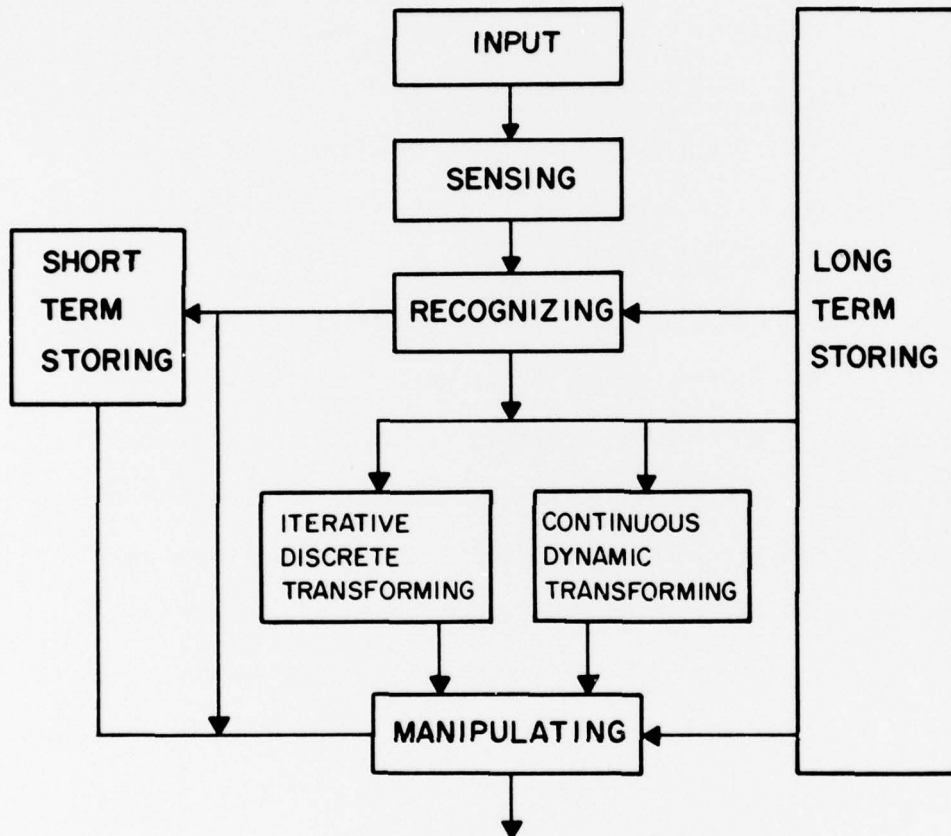 INPUT
SENSING
SHORT
TERM
STORING
RECOGNIZING
LONG
TERM
STORING
ITERATIVE
DISCRETE
TRANSFORMING
CONTINUOUS
DYNAMIC
TRANSFORMING
MANIPULATING